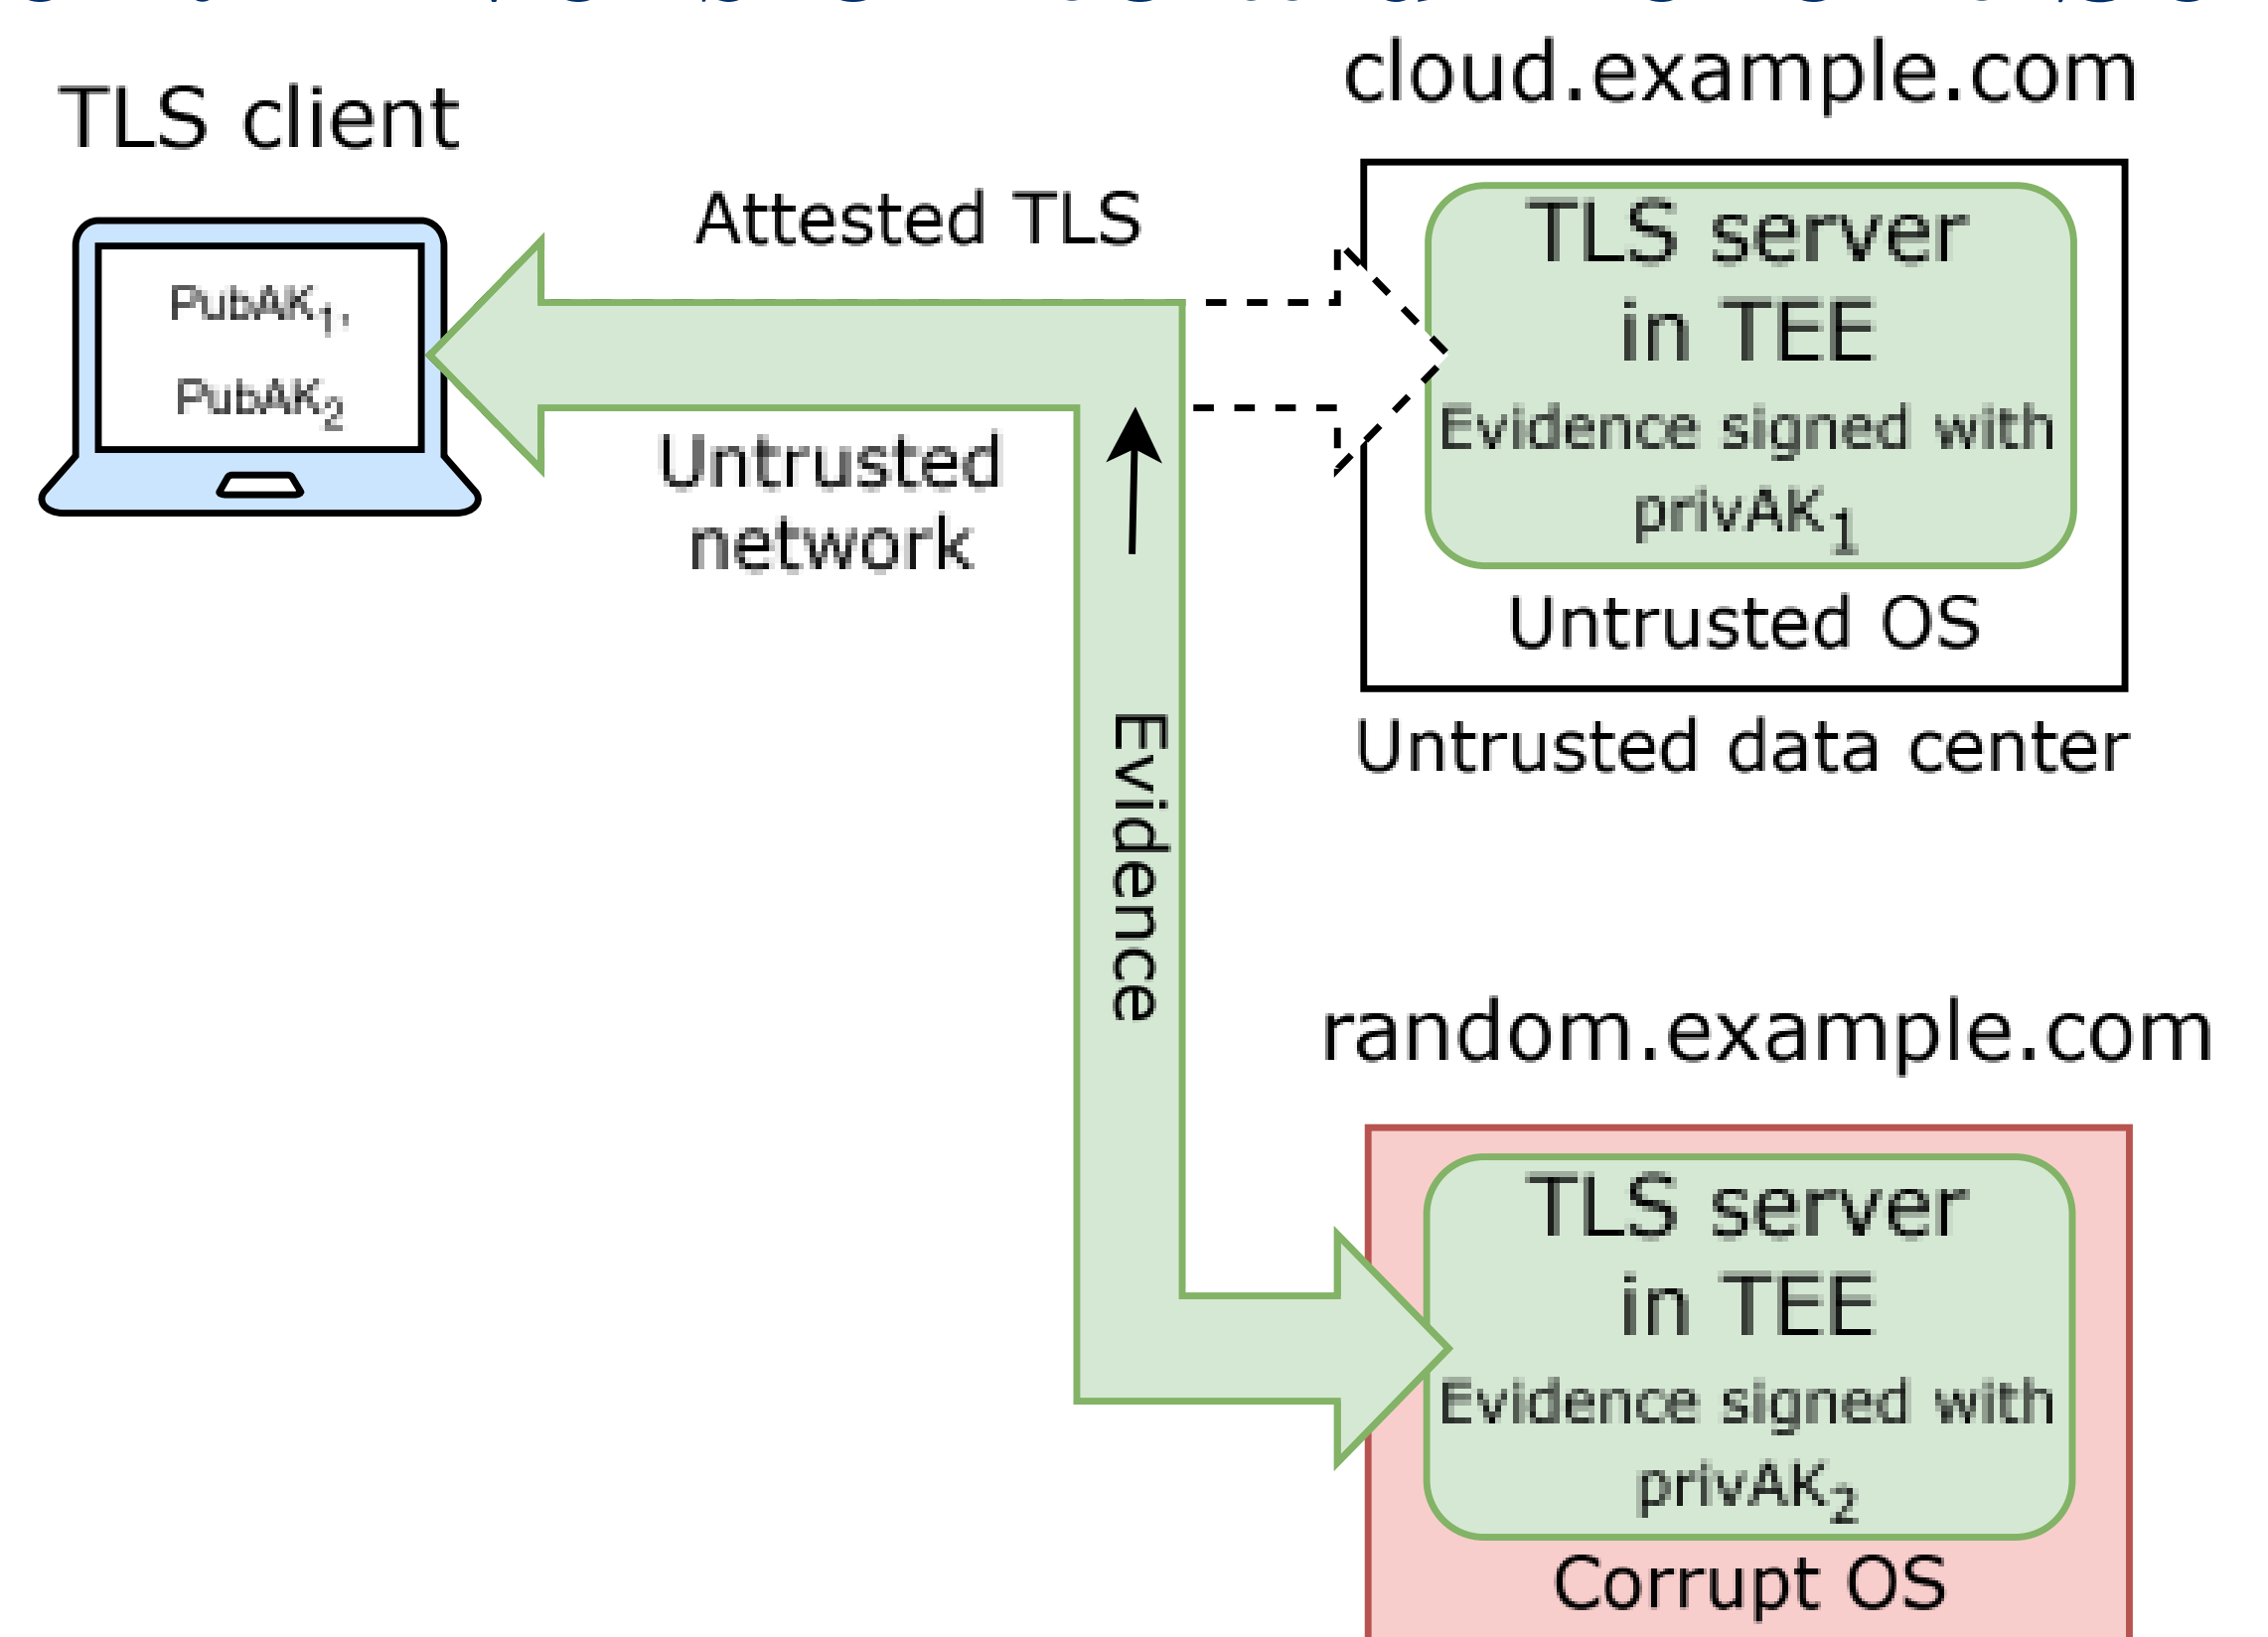 TLS client
PubAK1,
PubAK2
Attested TLS
Untrusted
network
Evidence
cloud.example.com
TLS server
in TEE
Evidence signed with
privAK1
Untrusted OS
Untrusted data center
random.example.com
TLS server
in TEE
Evidence signed with
privAK2
Corrupt OS